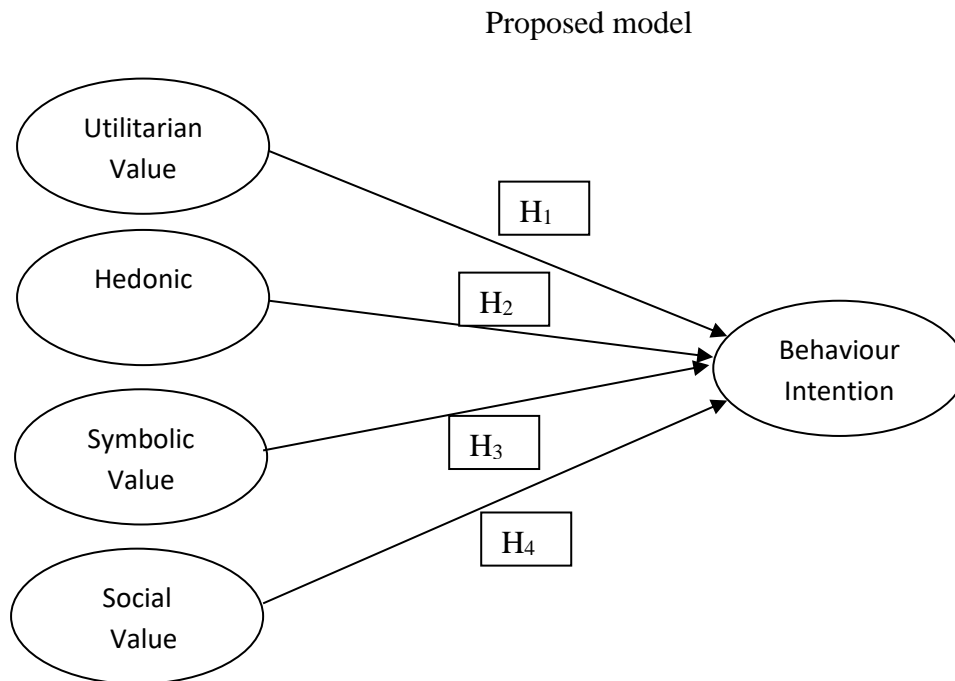 Proposed model
Utilitarian
Value
H₁
Hedonic
H₂
Behaviour
Intention
Symbolic
Value
H₃
H₄
Social
Value